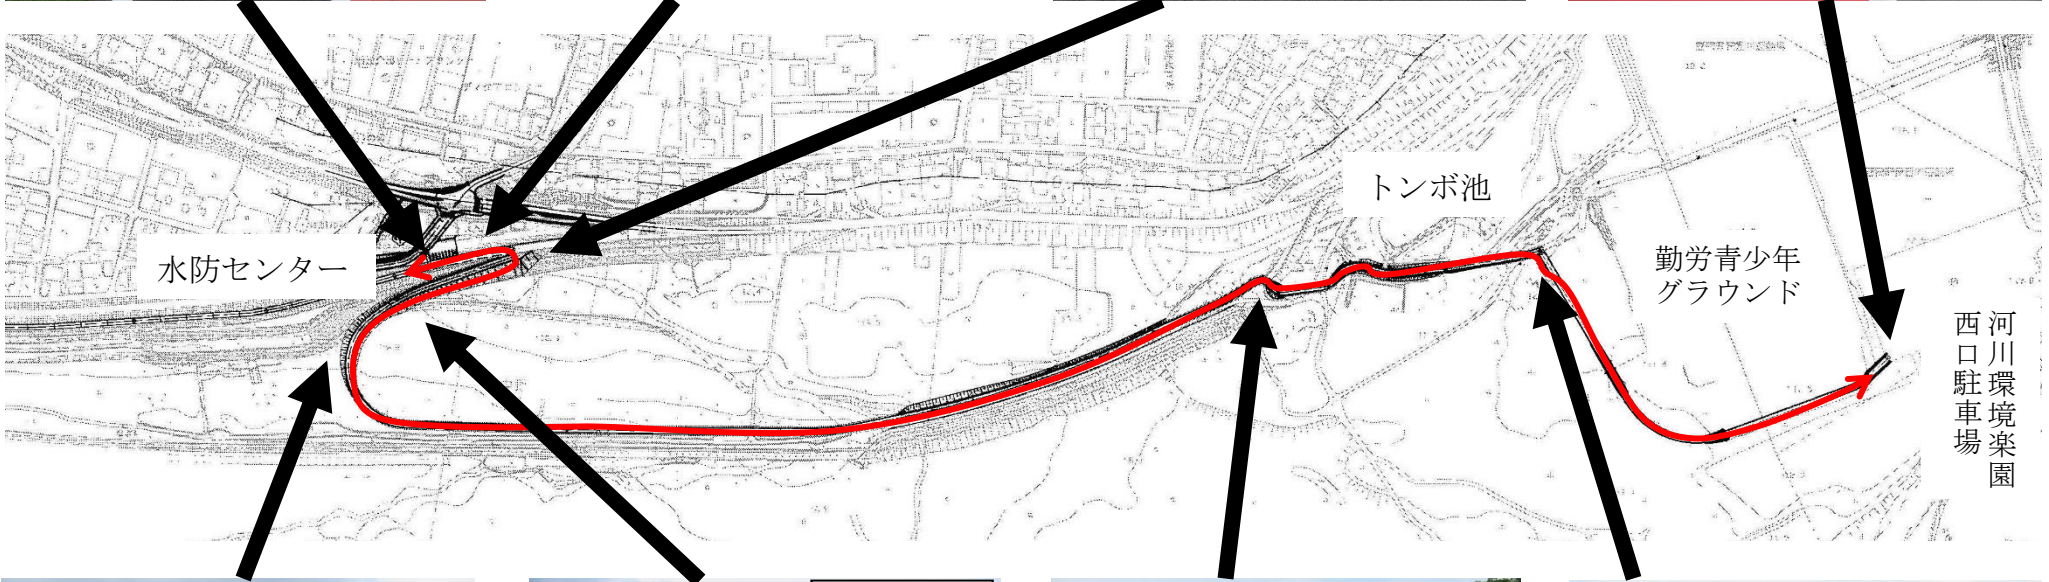 トンボ池
水防センター
勤労青少年
グラウンド
河川環境楽園
西口駐車場